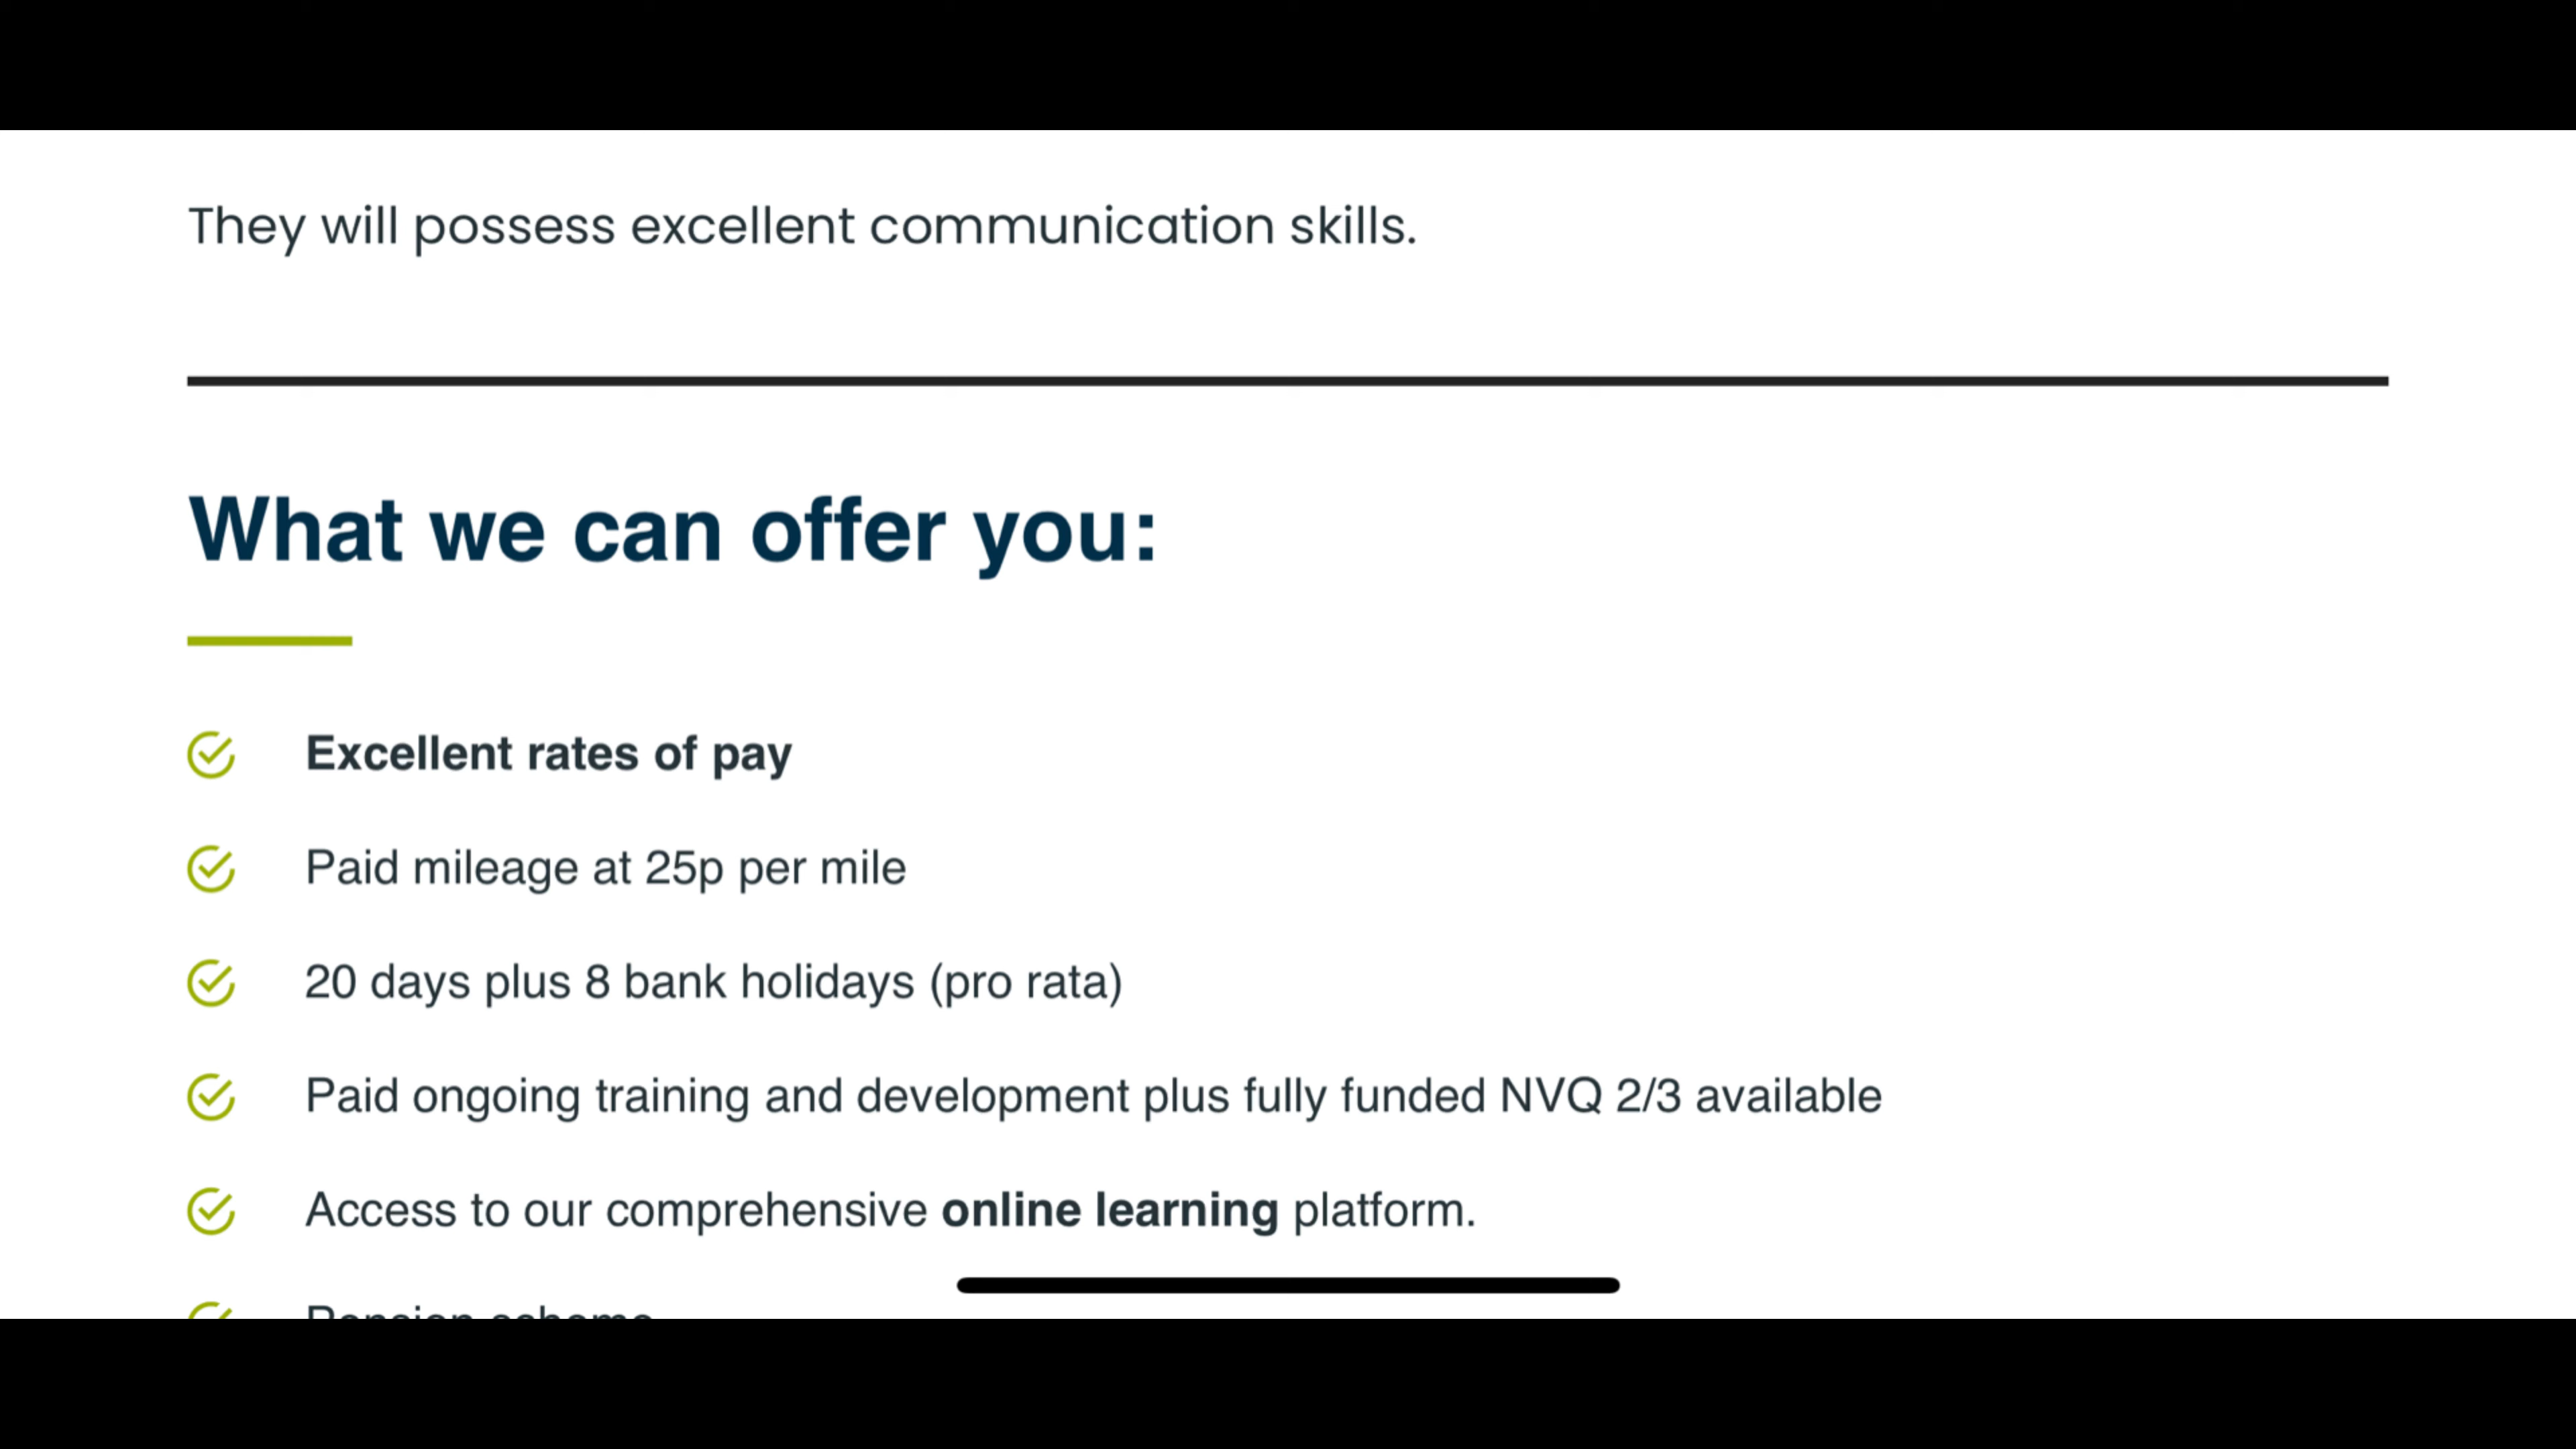 They will possess excellent communication skills.
What we can offer you:
Excellent rates of pay
Paid mileage at 25p per mile
20 days plus 8 bank holidays (pro rata)
Paid ongoing training and development plus fully funded NVQ 2/3 available
Access to our comprehensive online learning platform.
Pension scheme